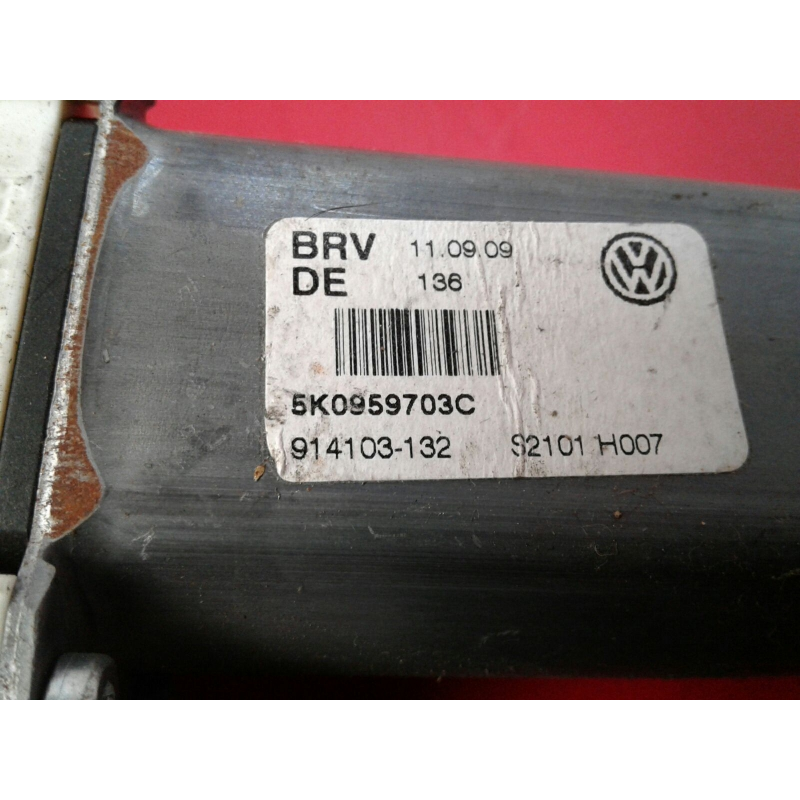 BRV 11.09.09
DE 136
5K0959703C
914103-132 S2101 H007